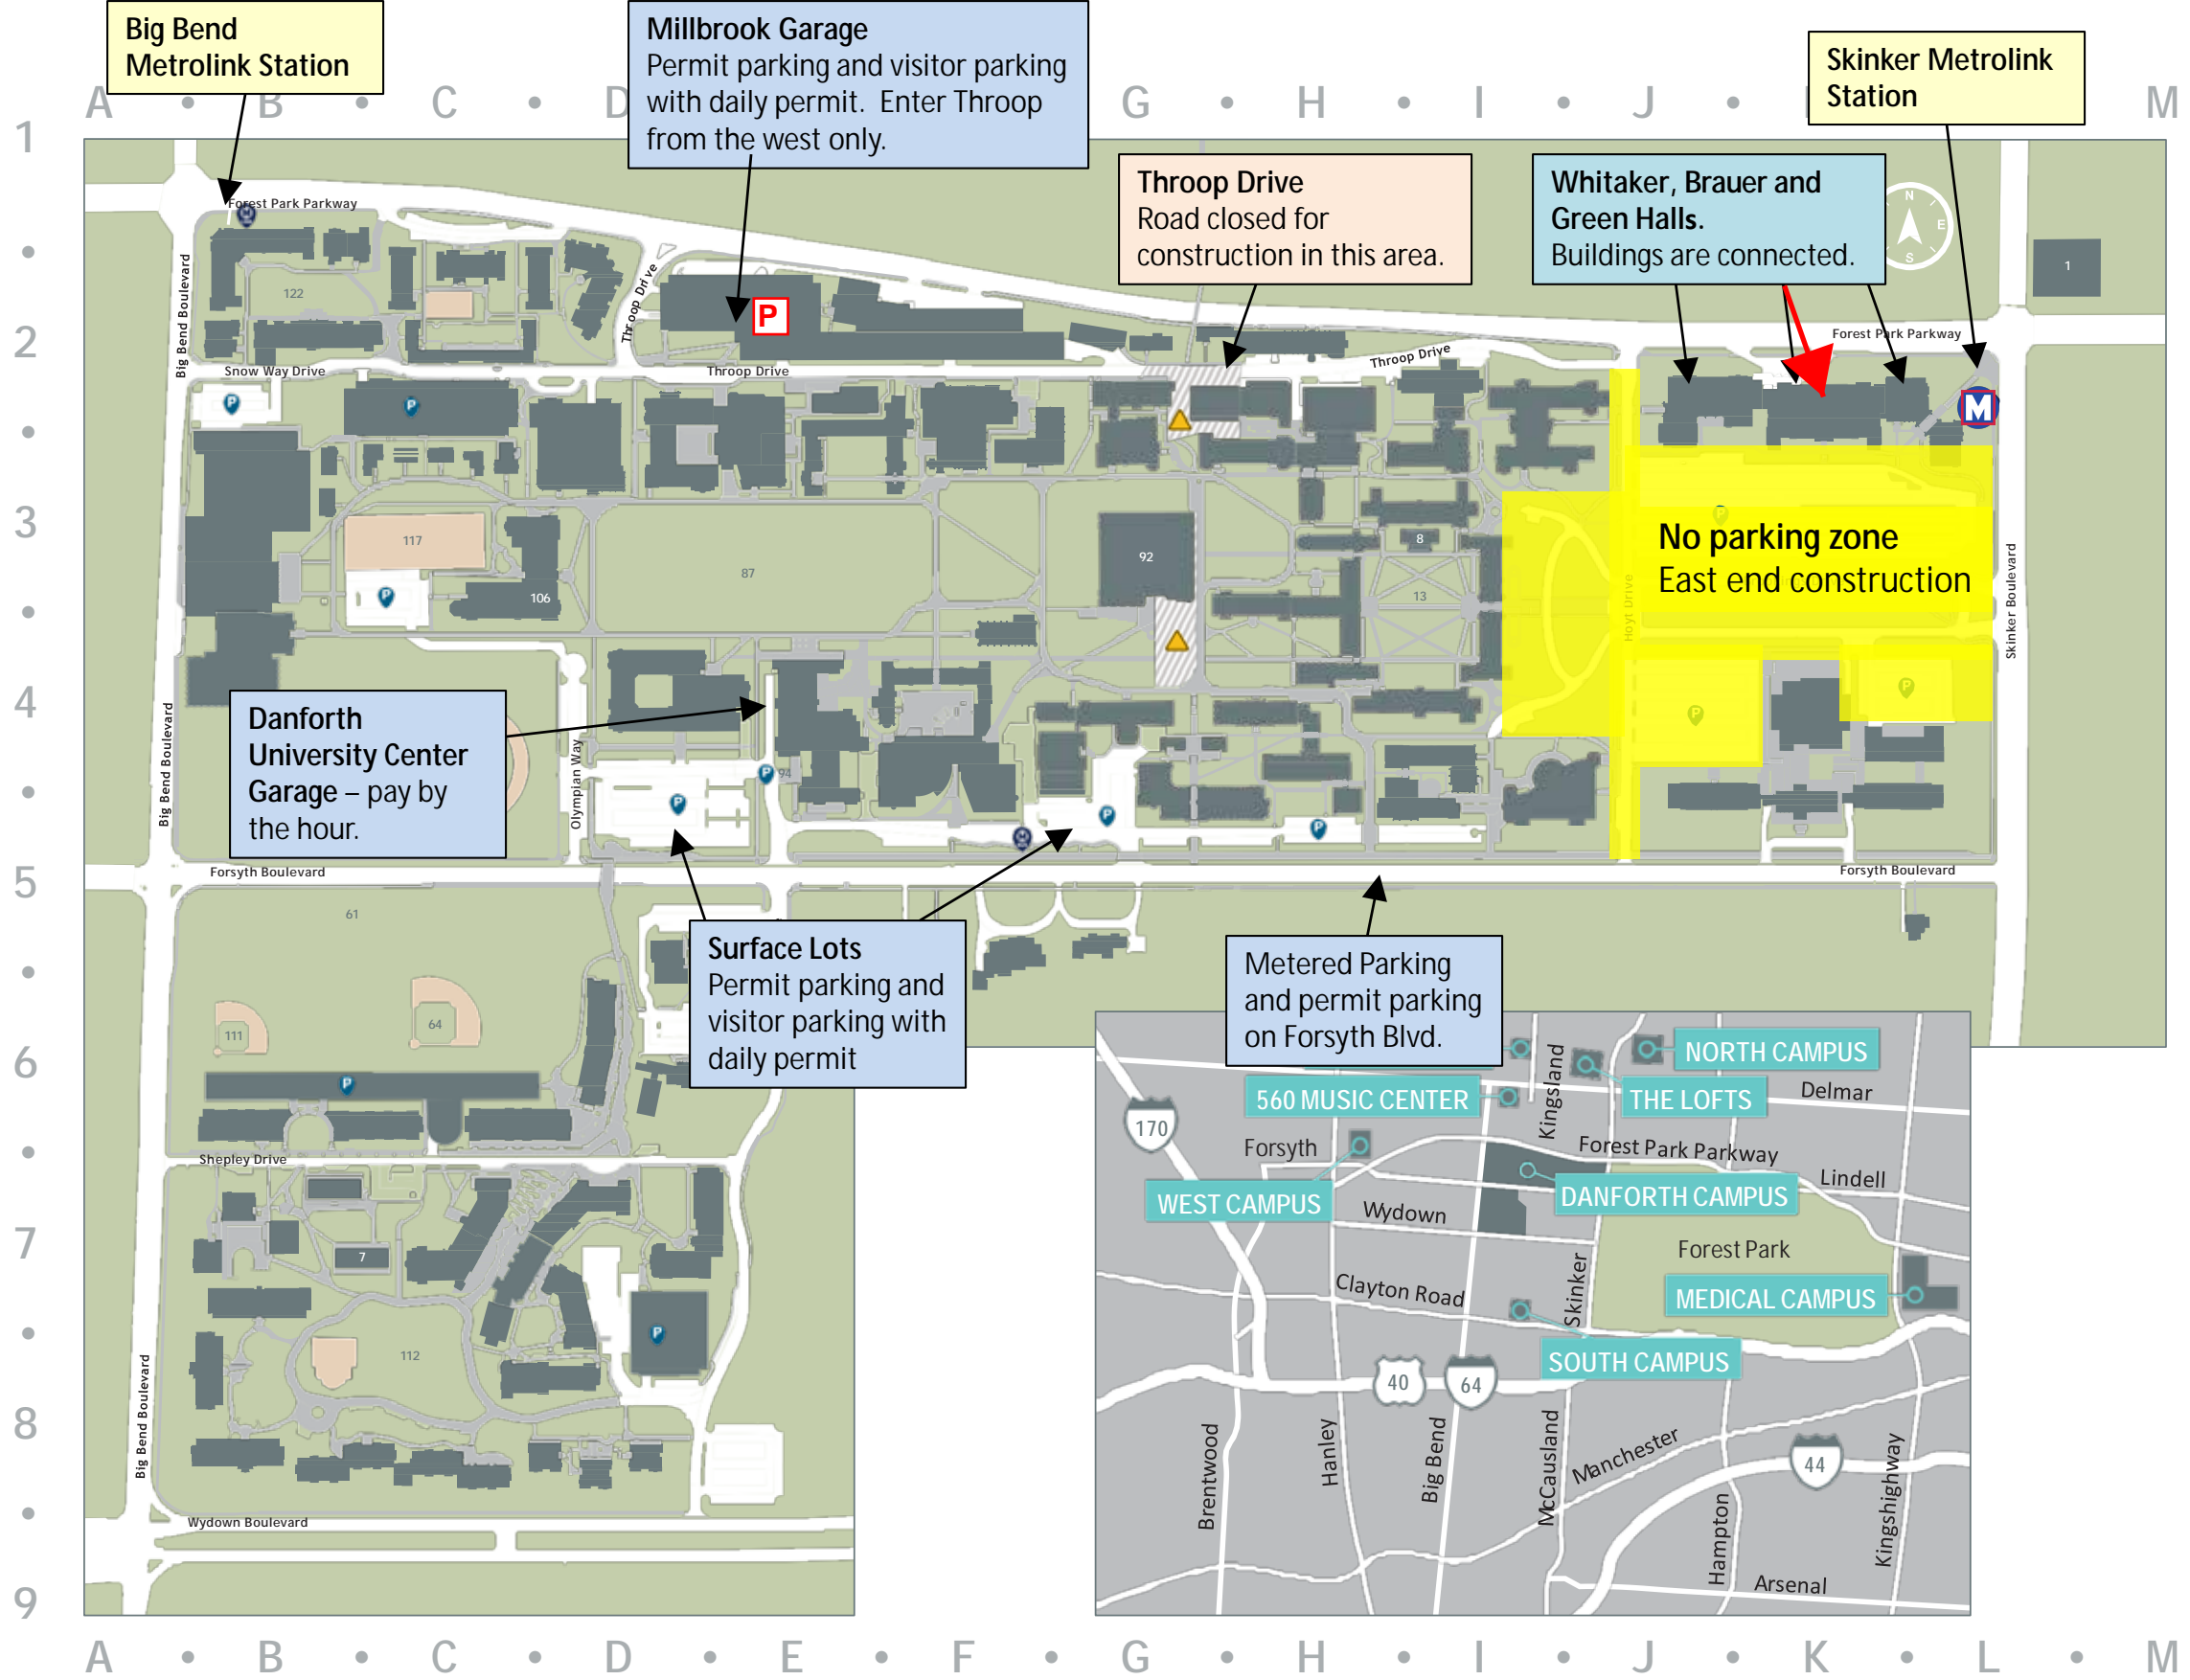 Big Bend
Metrolink Station
Millbrook Garage
Permit parking and visitor parking
with daily permit.  Enter Throop
from the west only.
Skinker Metrolink
Station
A B C D G H I J M
1
Throop Drive
Road closed for
construction in this area.
Whitaker, Brauer and
Green Halls.
Buildings are connected.
N
E
S
Forest Park Parkway
1
Big Bend Boulevard
122
Throop Drive
P
2
Forest Park Parkway
Throop Drive
Snow Way Drive
Throop Drive
P
P
M
3
P
No parking zone
East end construction
117
92
8
87
106
P
13
Hoyt Drive
Skinker Boulevard
4
P
P
Danforth
University Center
Garage – pay by
the hour.
Big Bend Boulevard
Olympian Way
P
94
P
P
P
M
5
Forsyth Boulevard
Forsyth Boulevard
61
Surface Lots
Permit parking and
visitor parking with
daily permit
Metered Parking
and permit parking
on Forsyth Blvd.
111
64
6
P
NORTH CAMPUS
560 MUSIC CENTER
Kingsland
THE LOFTS
Delmar
170
Forsyth
Forest Park Parkway
Lindell
Shepley Drive
WEST CAMPUS
DANFORTH CAMPUS
Wydown
7
7
Forest Park
Clayton Road
Skinker
MEDICAL CAMPUS
P
112
SOUTH CAMPUS
40
64
8
Big Bend Boulevard
Brentwood
Hanley
Big Bend
McCausland
Manchester
44
Hampton
Kingshighway
Wydown Boulevard
Arsenal
9
A B C D E F G H I J K L M